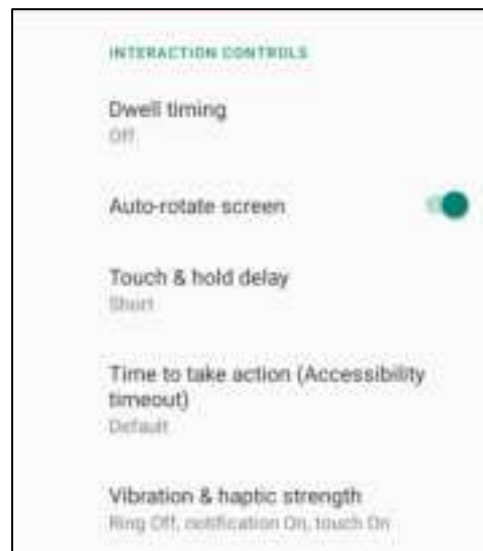 INTERACTION CONTROLS
Dwell timing
Off
Auto-rotate screen
Touch & hold delay
Short
Time to take action (Accessibility
timeout)
Default
Vibration & haptic strength
Ring Off, notification On, touch On